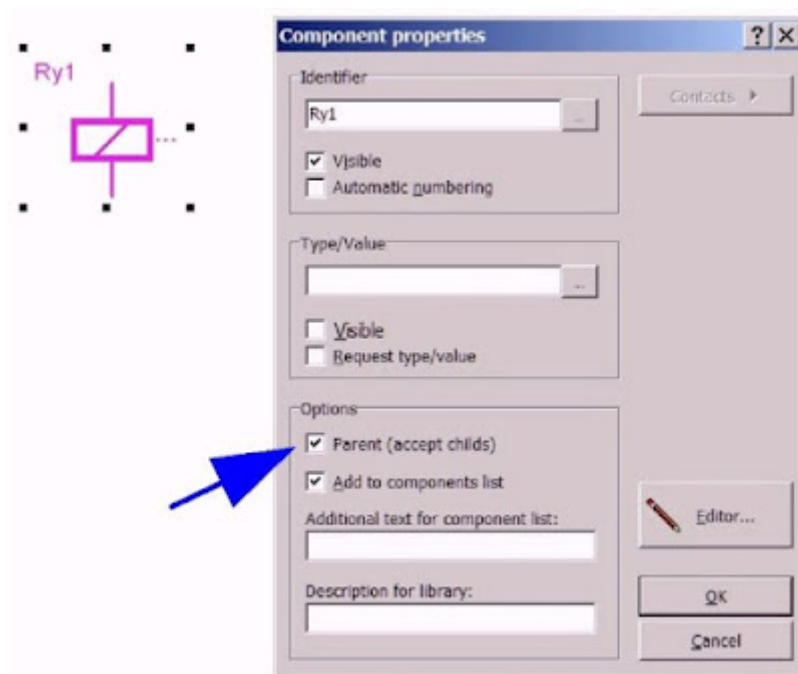 Ry1
Component properties
Identifier
Contacts
Ry1
...
Visible
Automatic numbering
Type/Value
...
Visible
Request type/value
Options
Parent (accept childs)
Add to components list
Additional text for component list:
Editor...
Description for library:
OK
Cancel